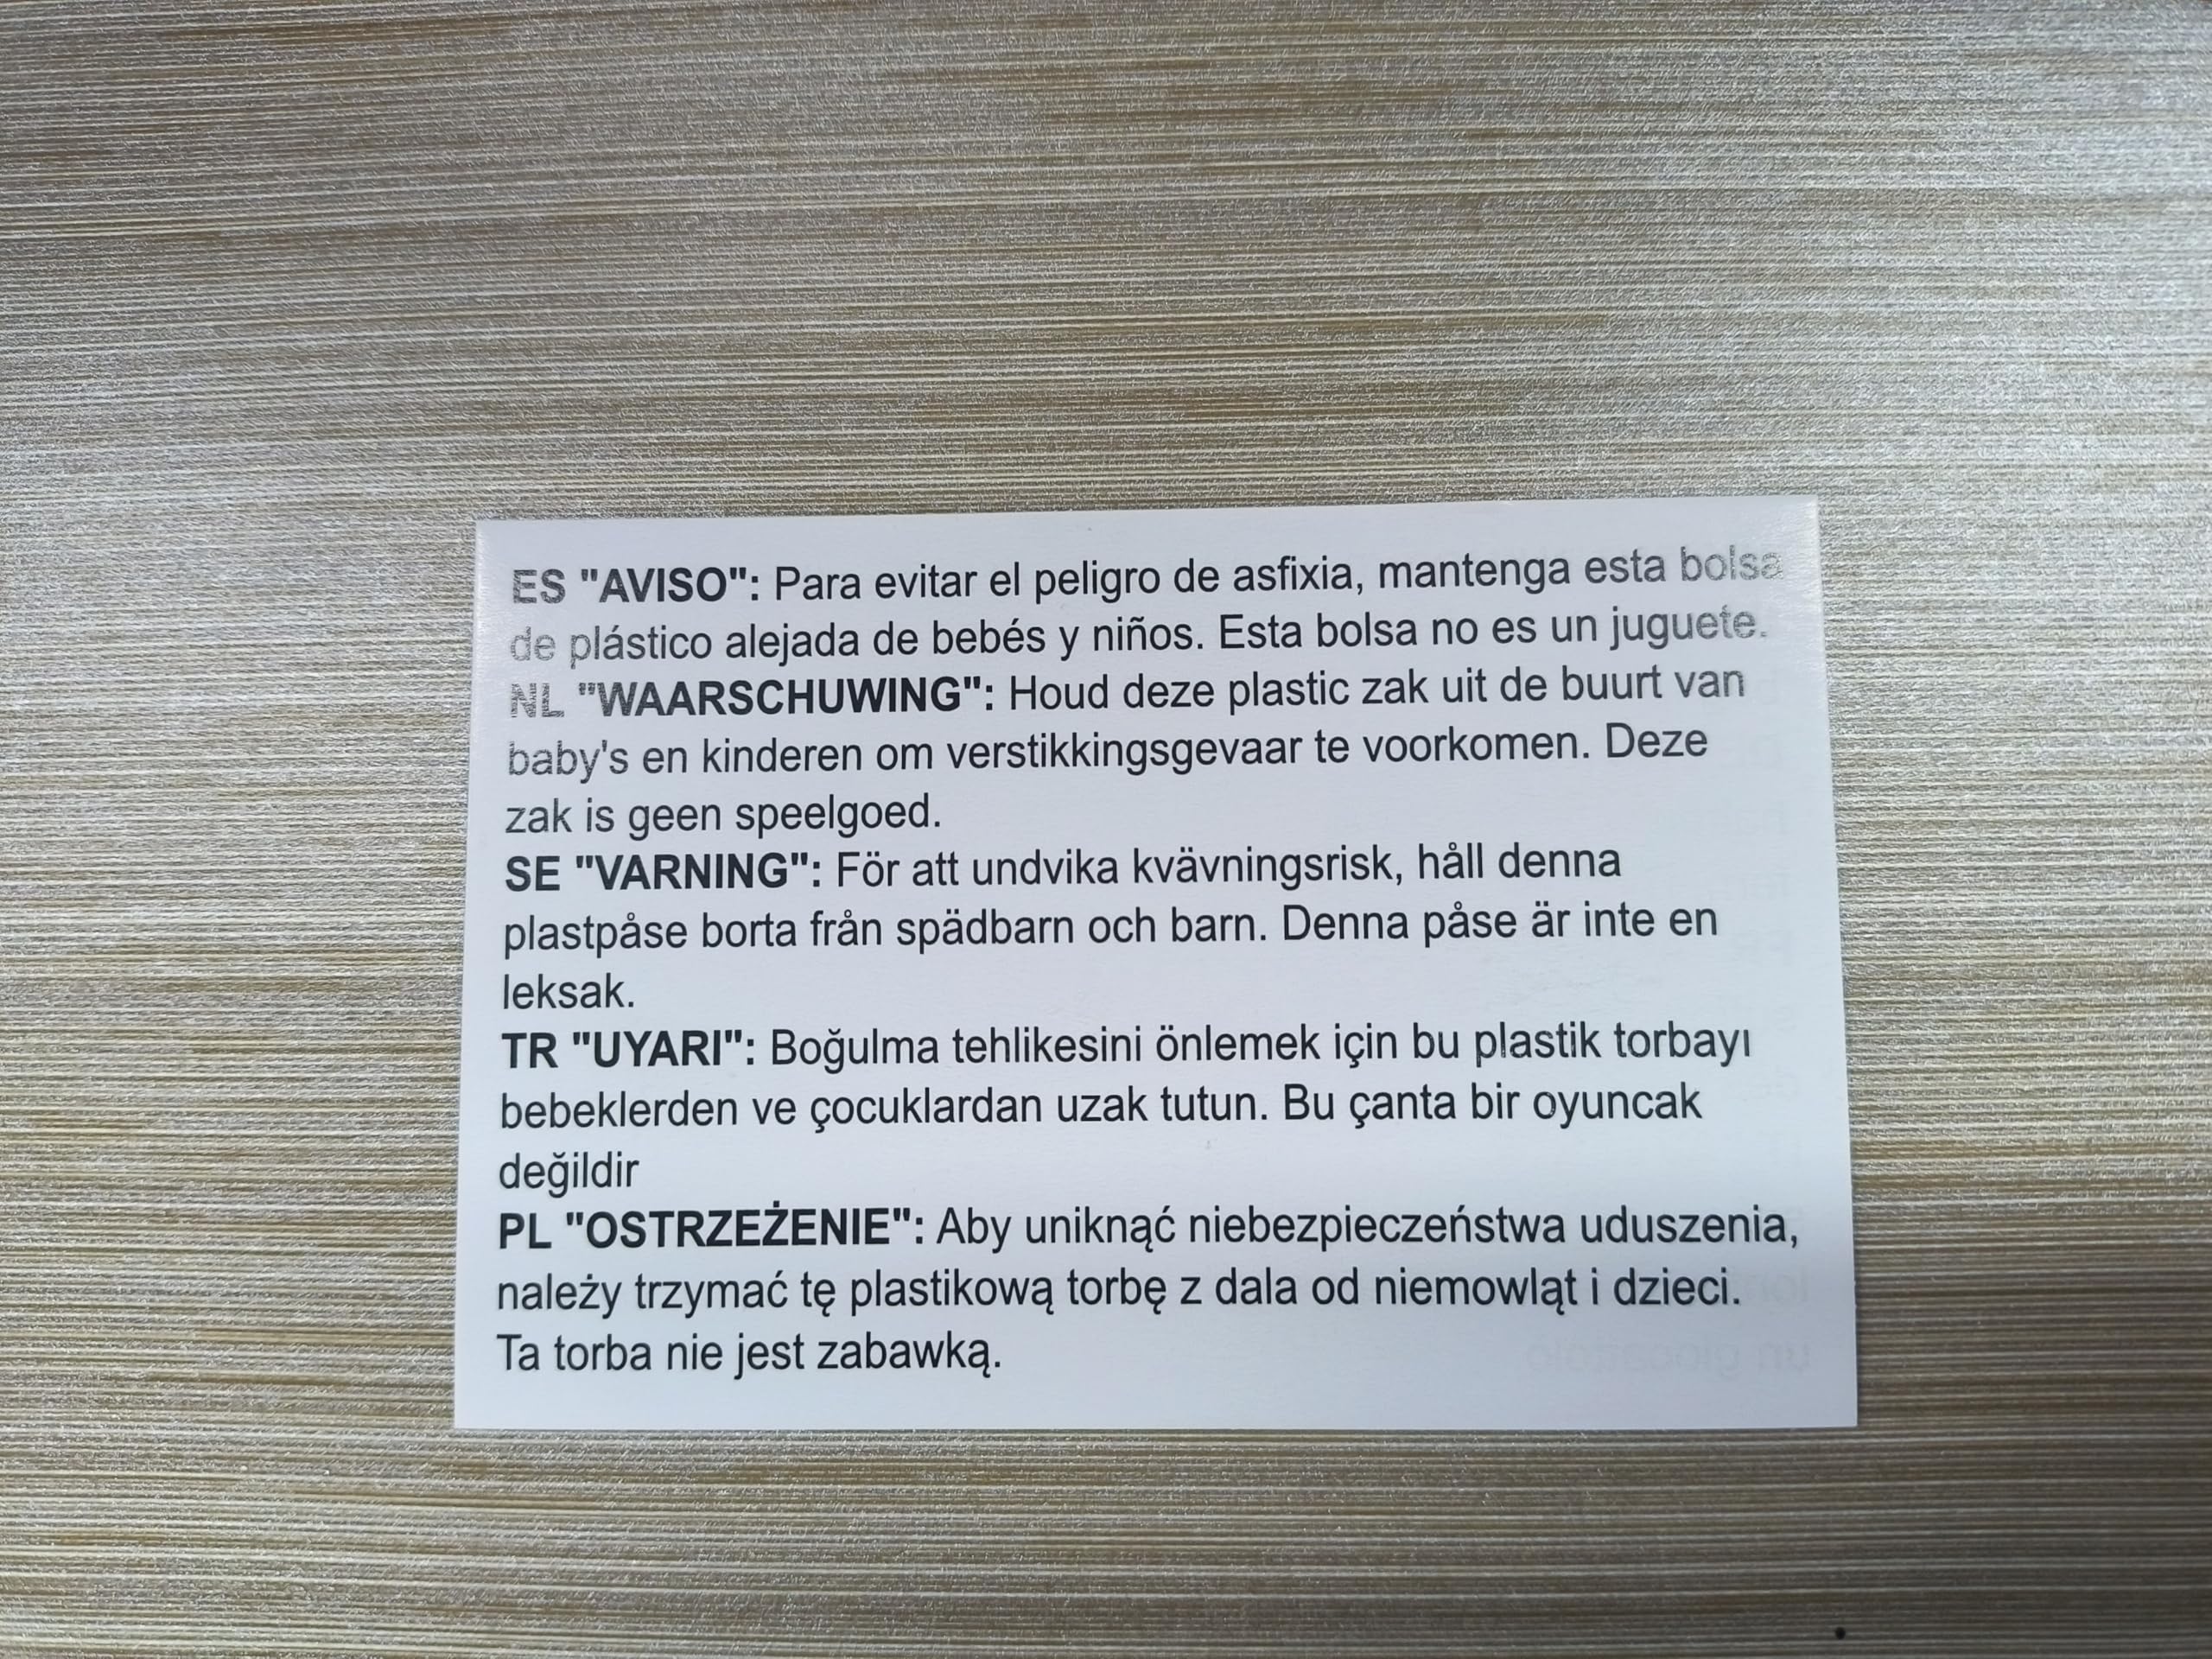 ES "AVISO": Para evitar el peligro de asfixia, mantenga esta bolsa
de plástico alejada de bebés y niños. Esta bolsa no es un juguete.
NL "WAARSCHUWING": Houd deze plastic zak uit de buurt van
baby's en kinderen om verstikkingsgevaar te voorkomen. Deze
zak is geen speelgoed.
SE "VARNING": För att undvika kvävningsrisk, håll denna
plastpåse borta från spädbarn och barn. Denna påse är inte en
leksak.
TR "UYARI": Boğulma tehlikesini önlemek için bu plastik torbayı
bebeklerden ve çocuklardan uzak tutun. Bu çanta bir oyuncak
değildir
PL "OSTRZEŻENIE": Aby uniknąć niebezpieczeństwa uduszenia,
należy trzymać tę plastikową torbę z dala od niemowląt i dzieci.
Ta torba nie jest zabawką.